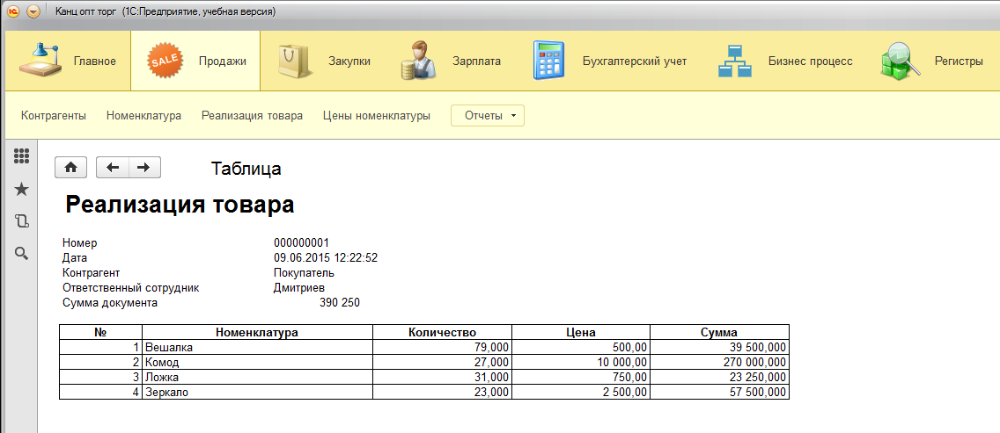 Канц опт торг (1С:Предприятие, учебная версия)
Главное SALE Продажи Закупки Зарплата Бухгалтерский учет Бизнес процесс Регистры
Контрагенты Номенклатура Реализация товара Цены номенклатуры Отчеты
Таблица
Реализация товара
Номер 000000001
Дата 09.06.2015 12:22:52
Контрагент Покупатель
Ответственный сотрудник Дмитриев
Сумма документа 390 250
№ Номенклатура Количество Цена Сумма
1 Вешалка 79,000 500,00 39 500,000
2 Комод 27,000 10 000,00 270 000,000
3 Ложка 31,000 750,00 23 250,000
4 Зеркало 23,000 2 500,00 57 500,000